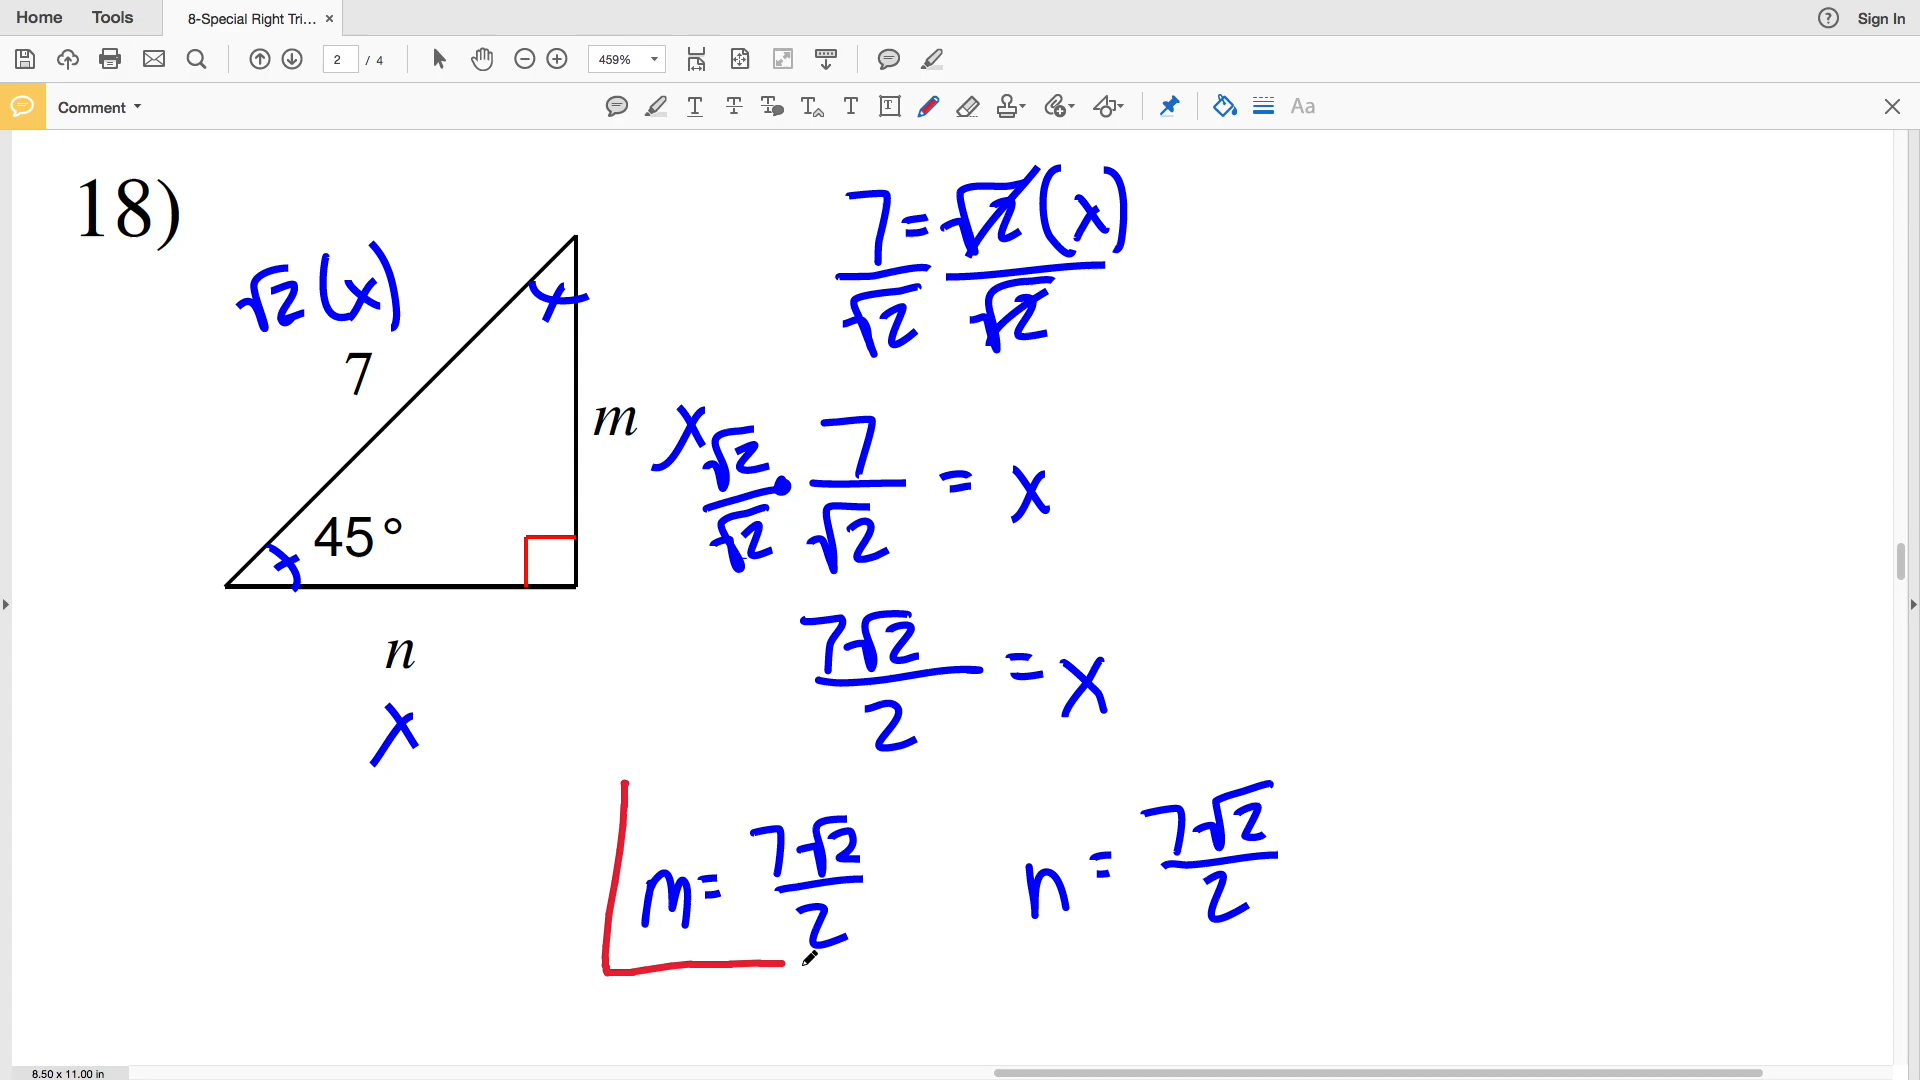 Home Tools 8-Special Right Tri... × ? Sign In
2 / 4 459%
Comment T T T T T T Aa
18)
√2(x)
7
45°
m x
n
x
7 = √2(x)
√2 √2
√2/√2 · 7/√2 = x
7√2/2 = x
m = 7√2/2 n = 7√2/2
8.50 x 11.00 in